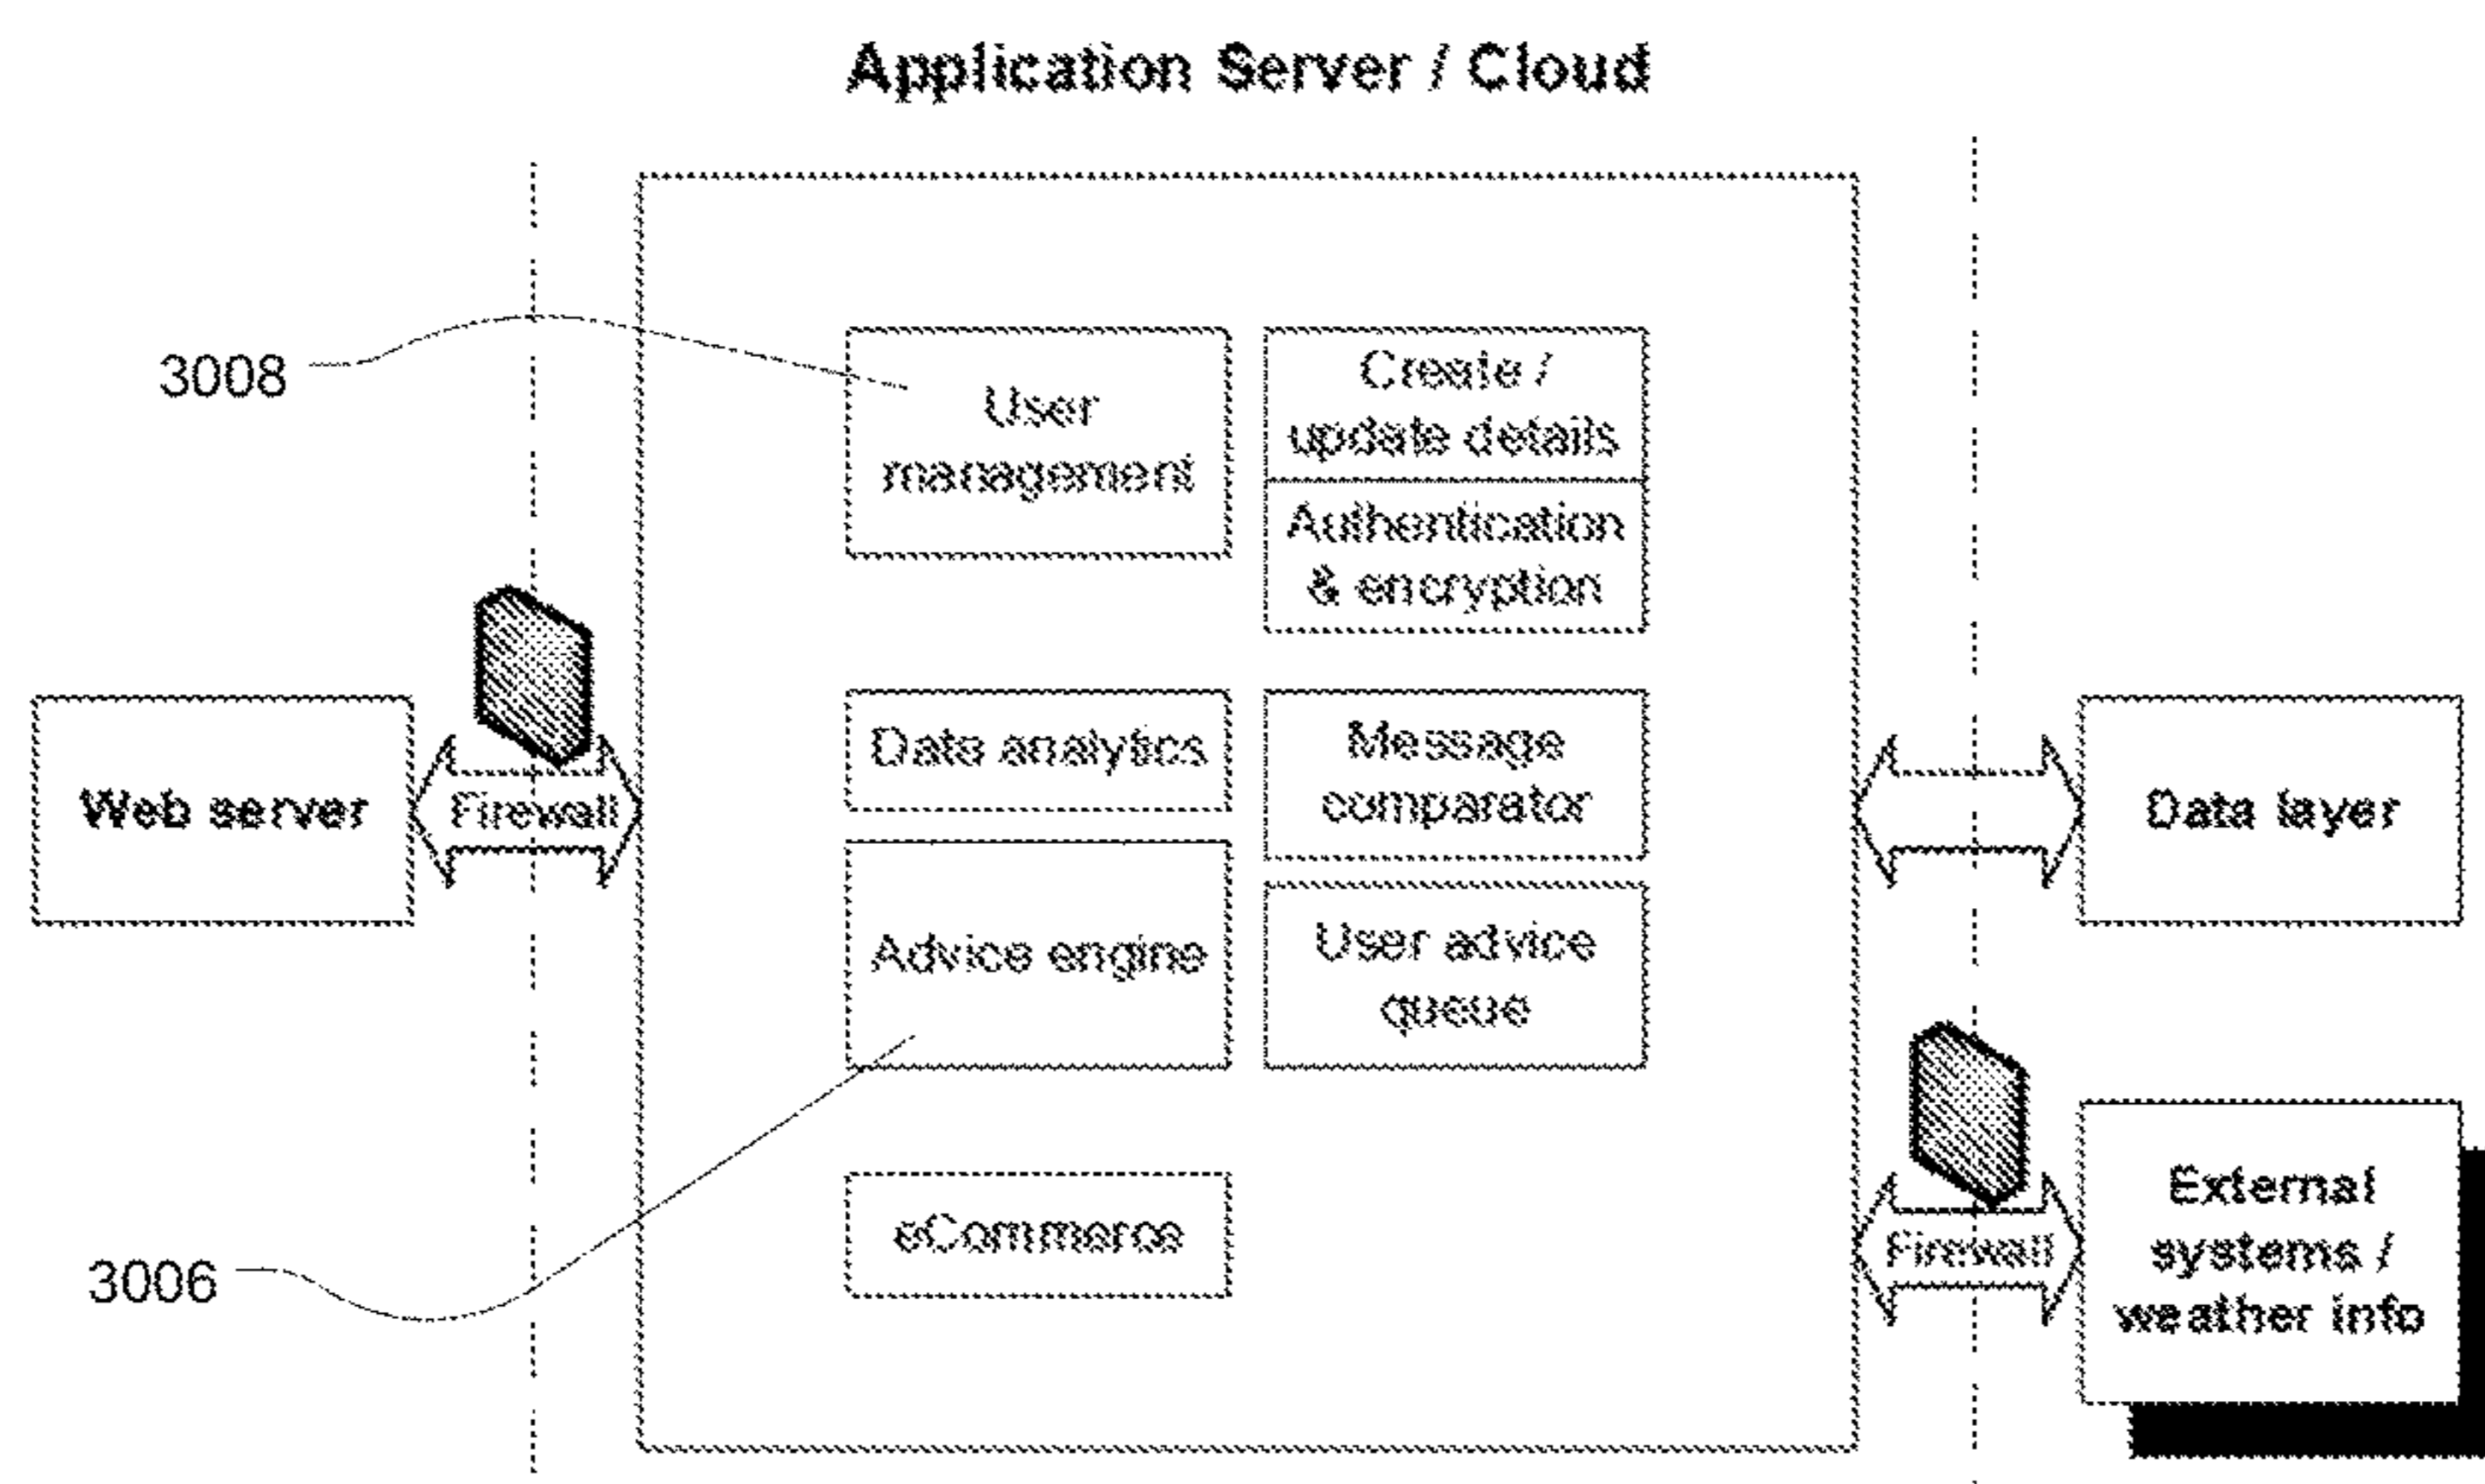 Application Server / Cloud
3008
User
management
Create /
update details
Authentication
& encryption
Web server
Firewall
Data analytics
Message
comparator
Data layer
Advice engine
User advice
queue
3006
eCommerce
Firewall
External
systems /
weather info